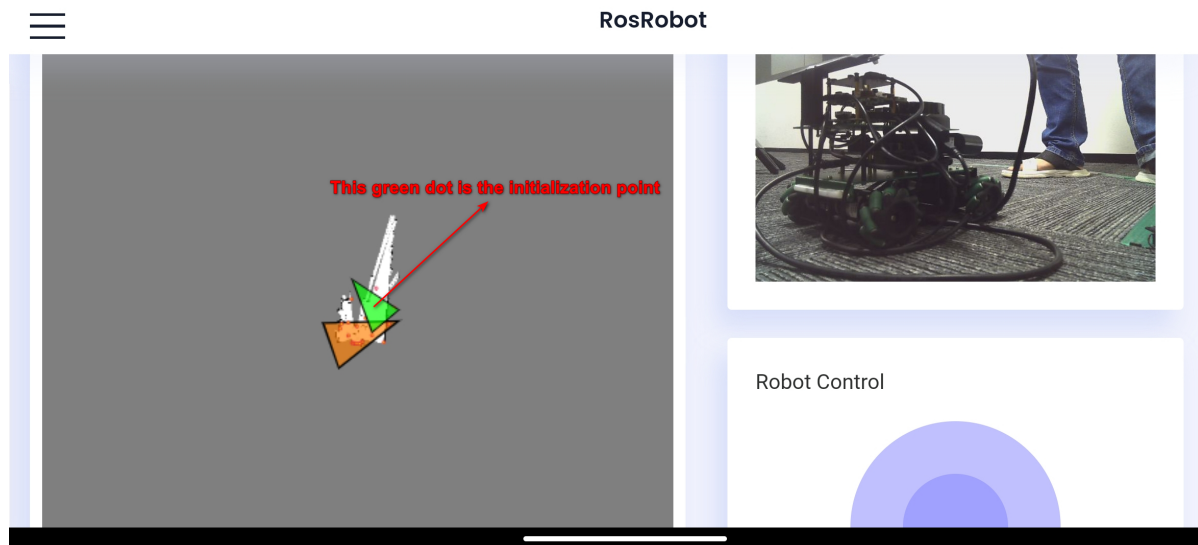 RosRobot
This green dot is the initialization point
Robot Control